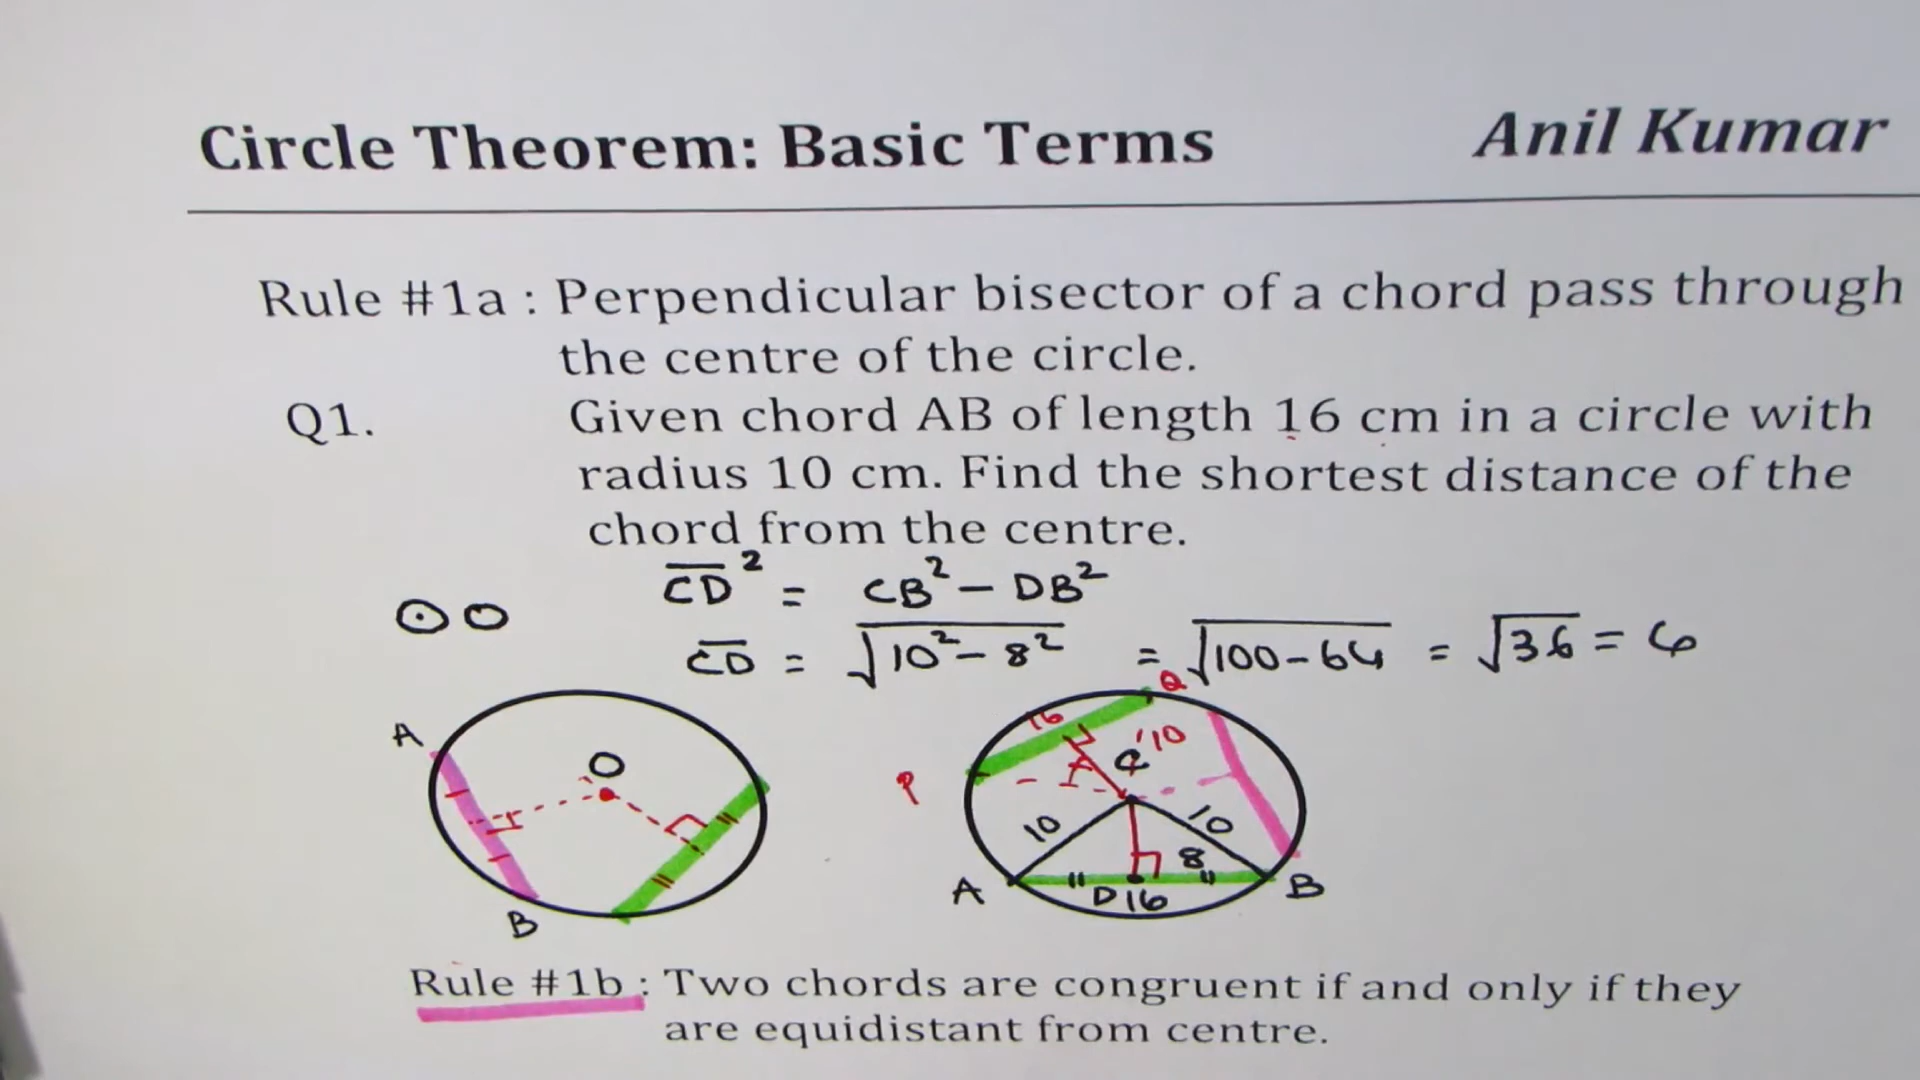 Circle Theorem: Basic Terms
Anil Kumar
Rule #1a : Perpendicular bisector of a chord pass through
the centre of the circle.
Q1.
Given chord AB of length 16 cm in a circle with
radius 10 cm. Find the shortest distance of the
chord from the centre.
CD² = CB² - DB²
CD = √10² - 8² = √100-64 = √36 = 6
A
O
B
Q
16
10
C
P
10
10
8
A
D 16
B
Rule #1b : Two chords are congruent if and only if they
are equidistant from centre.